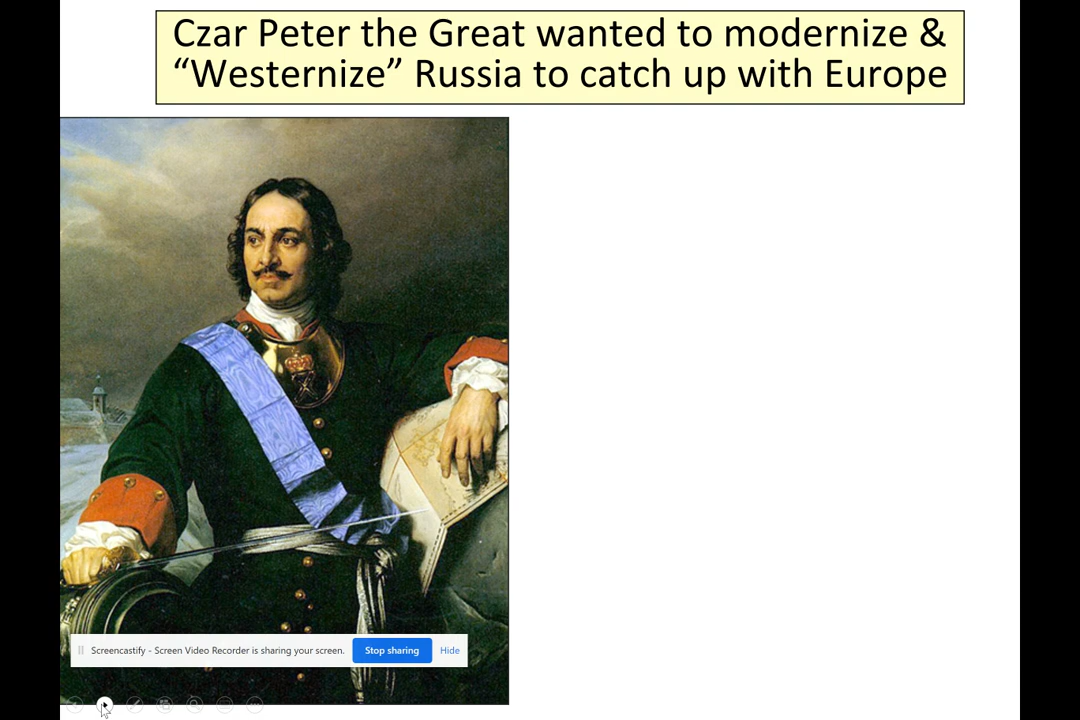 Czar Peter the Great wanted to modernize &
“Westernize” Russia to catch up with Europe
Screencastify - Screen Video Recorder is sharing your screen. Stop sharing Hide